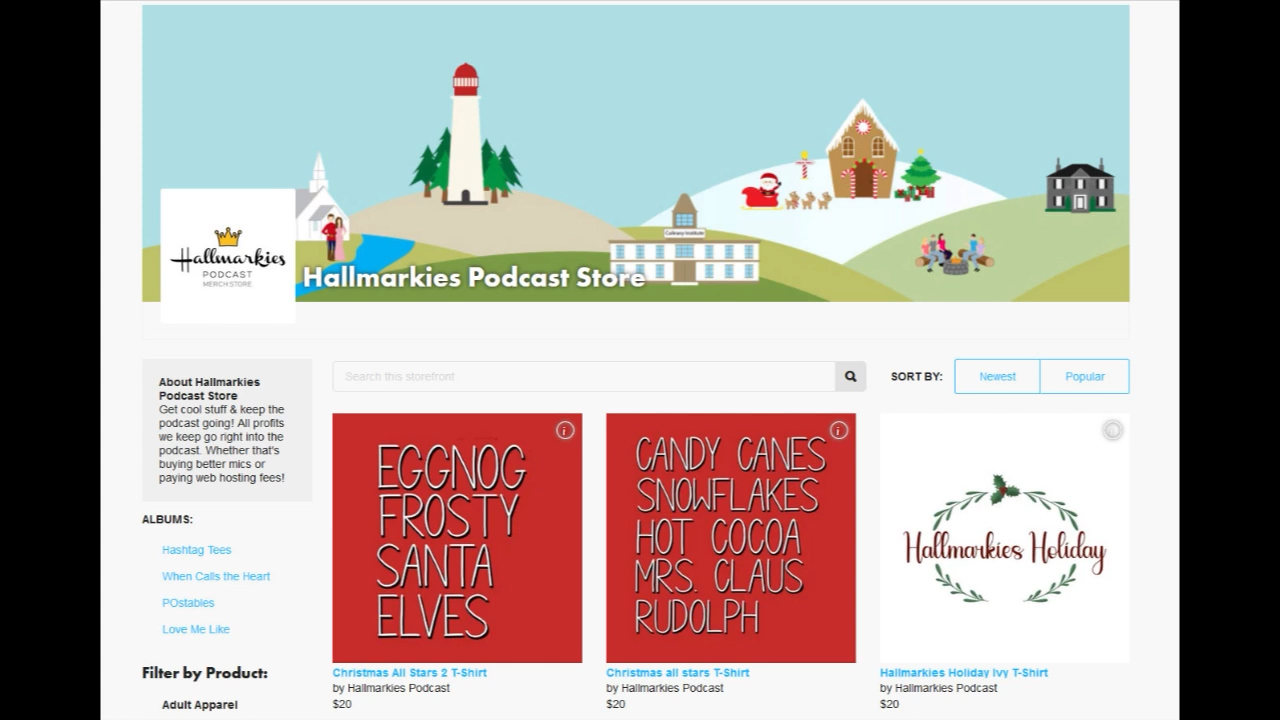 Culinary Institute
Hallmarkies
PODCAST
MERCH STORE
Hallmarkies Podcast Store
About Hallmarkies
Podcast Store
Get cool stuff & keep the
podcast going! All profits
we keep go right into the
podcast. Whether that's
buying better mics or
paying web hosting fees!
ALBUMS:
Hashtag Tees
When Calls the Heart
POstables
Love Me Like
Filter by Product:
Adult Apparel
Search this storefront
SORT BY:
Newest
Popular
EGGNOG
FROSTY
SANTA
ELVES
Christmas All Stars 2 T-Shirt
by Hallmarkies Podcast
$20
CANDY CANES
SNOWFLAKES
HOT COCOA
MRS. CLAUS
RUDOLPH
Christmas all stars T-Shirt
by Hallmarkies Podcast
$20
Hallmarkies Holiday
Hallmarkies Holiday Ivy T-Shirt
by Hallmarkies Podcast
$20